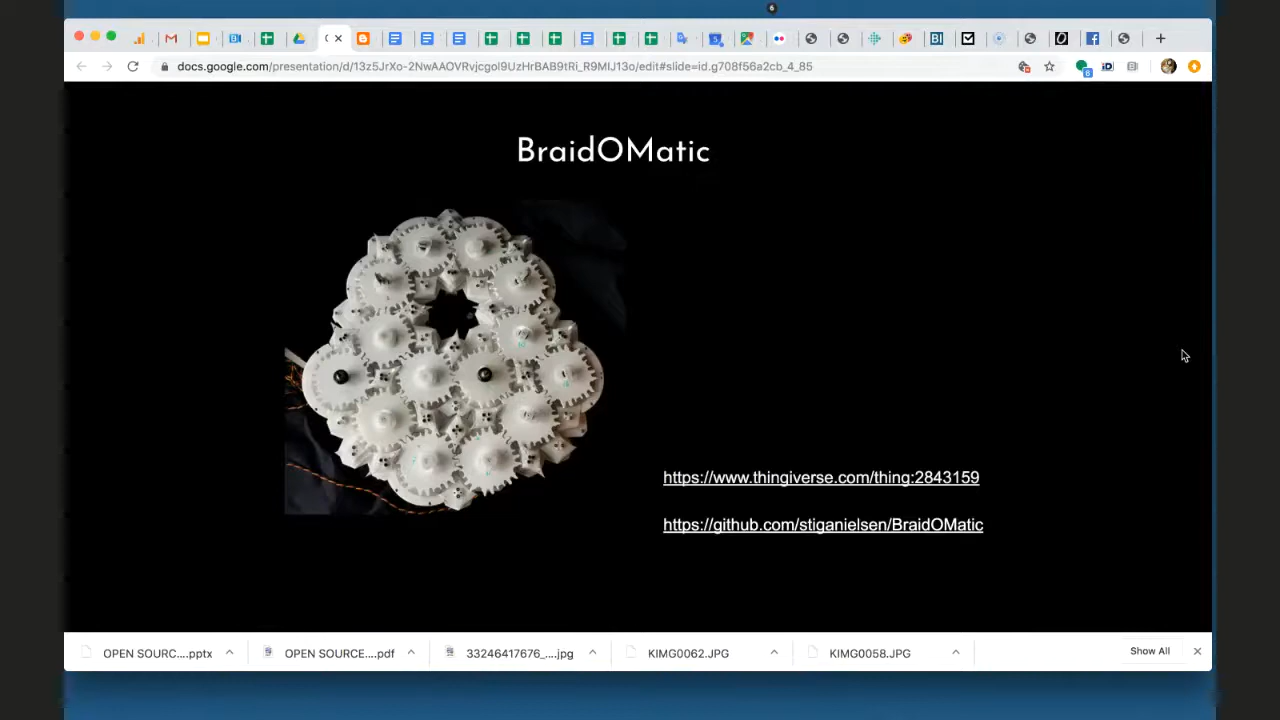 6
docs.google.com/presentation/d/13z5JrXo-2NwAAOVRvjcgol9UzHrBAB9tRi_R9MIJ13o/edit#slide=id.g708f56a2cb_4_85
BraidOMatic
https://www.thingiverse.com/thing:2843159
https://github.com/stiganielsen/BraidOMatic
OPEN SOURC....pptx
OPEN SOURCE....pdf
33246417676_....jpg
KIMG0062.JPG
KIMG0058.JPG
Show All